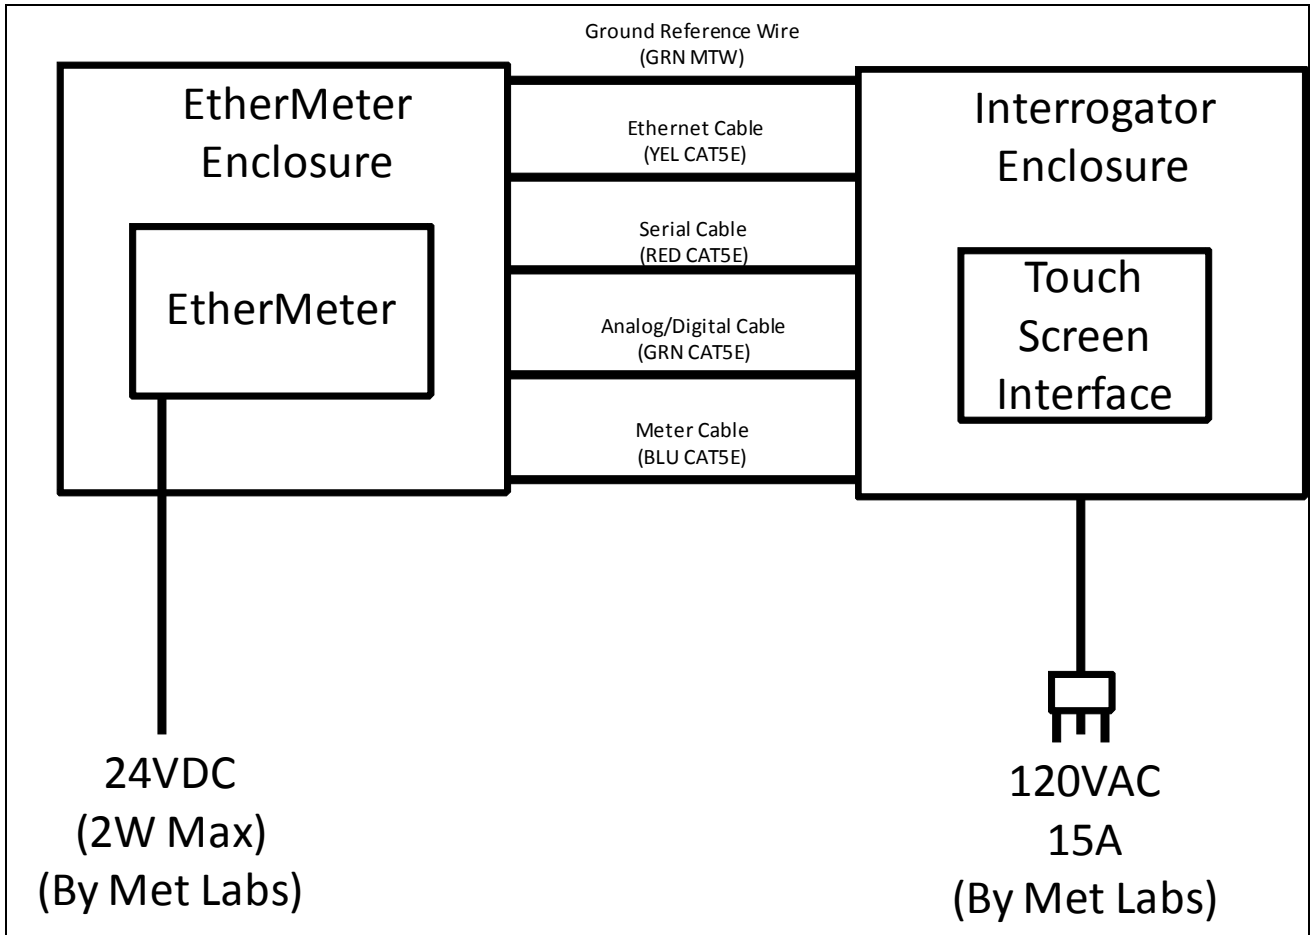 Ground Reference Wire
(GRN MTW)
EtherMeter
Enclosure
Ethernet Cable
(YEL CAT5E)
Interrogator
Enclosure
Serial Cable
(RED CAT5E)
EtherMeter
Analog/Digital Cable
(GRN CAT5E)
Touch
Screen
Interface
Meter Cable
(BLU CAT5E)
24VDC
(2W Max)
(By Met Labs)
120VAC
15A
(By Met Labs)